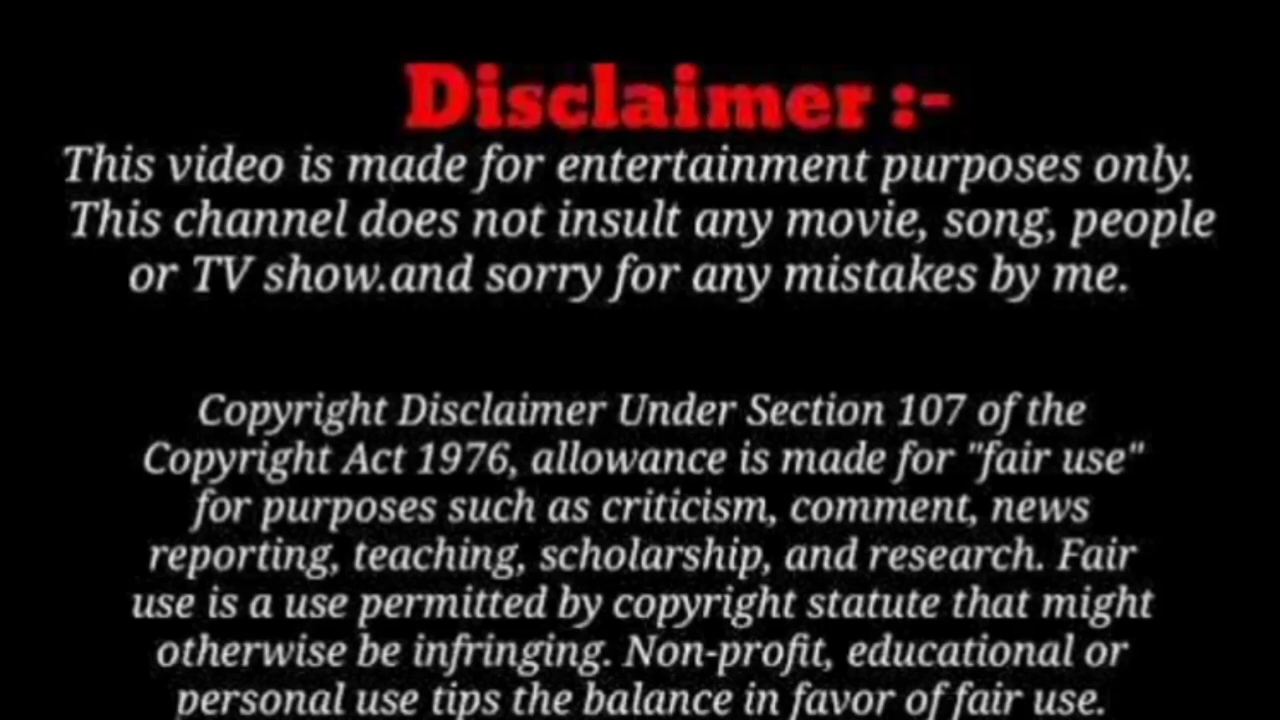 Disclaimer :-
This video is made for entertainment purposes only.
This channel does not insult any movie, song, people
or TV show.and sorry for any mistakes by me.
Copyright Disclaimer Under Section 107 of the
Copyright Act 1976, allowance is made for "fair use"
for purposes such as criticism, comment, news
reporting, teaching, scholarship, and research. Fair
use is a use permitted by copyright statute that might
otherwise be infringing. Non-profit, educational or
personal use tips the balance in favor of fair use.